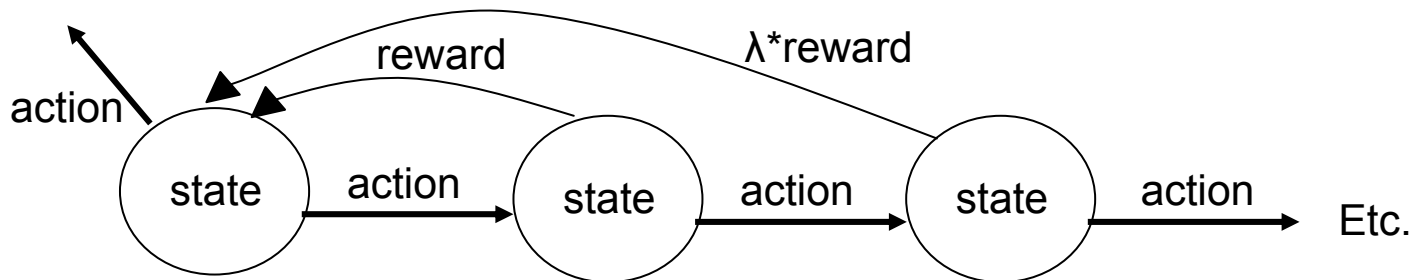 reward
λ*reward
action
state
action
state
action
state
action
Etc.